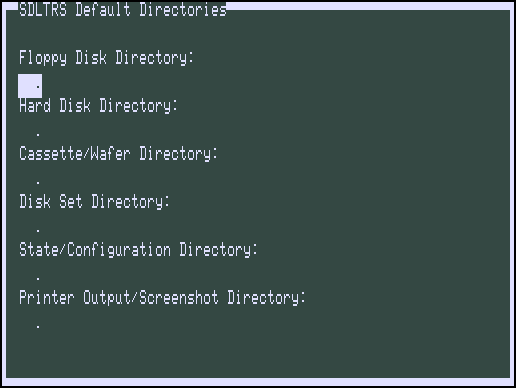 SDLTRS Default Directories
Floppy Disk Directory:
.
Hard Disk Directory:
.
Cassette/Wafer Directory:
.
Disk Set Directory:
.
State/Configuration Directory:
.
Printer Output/Screenshot Directory:
.